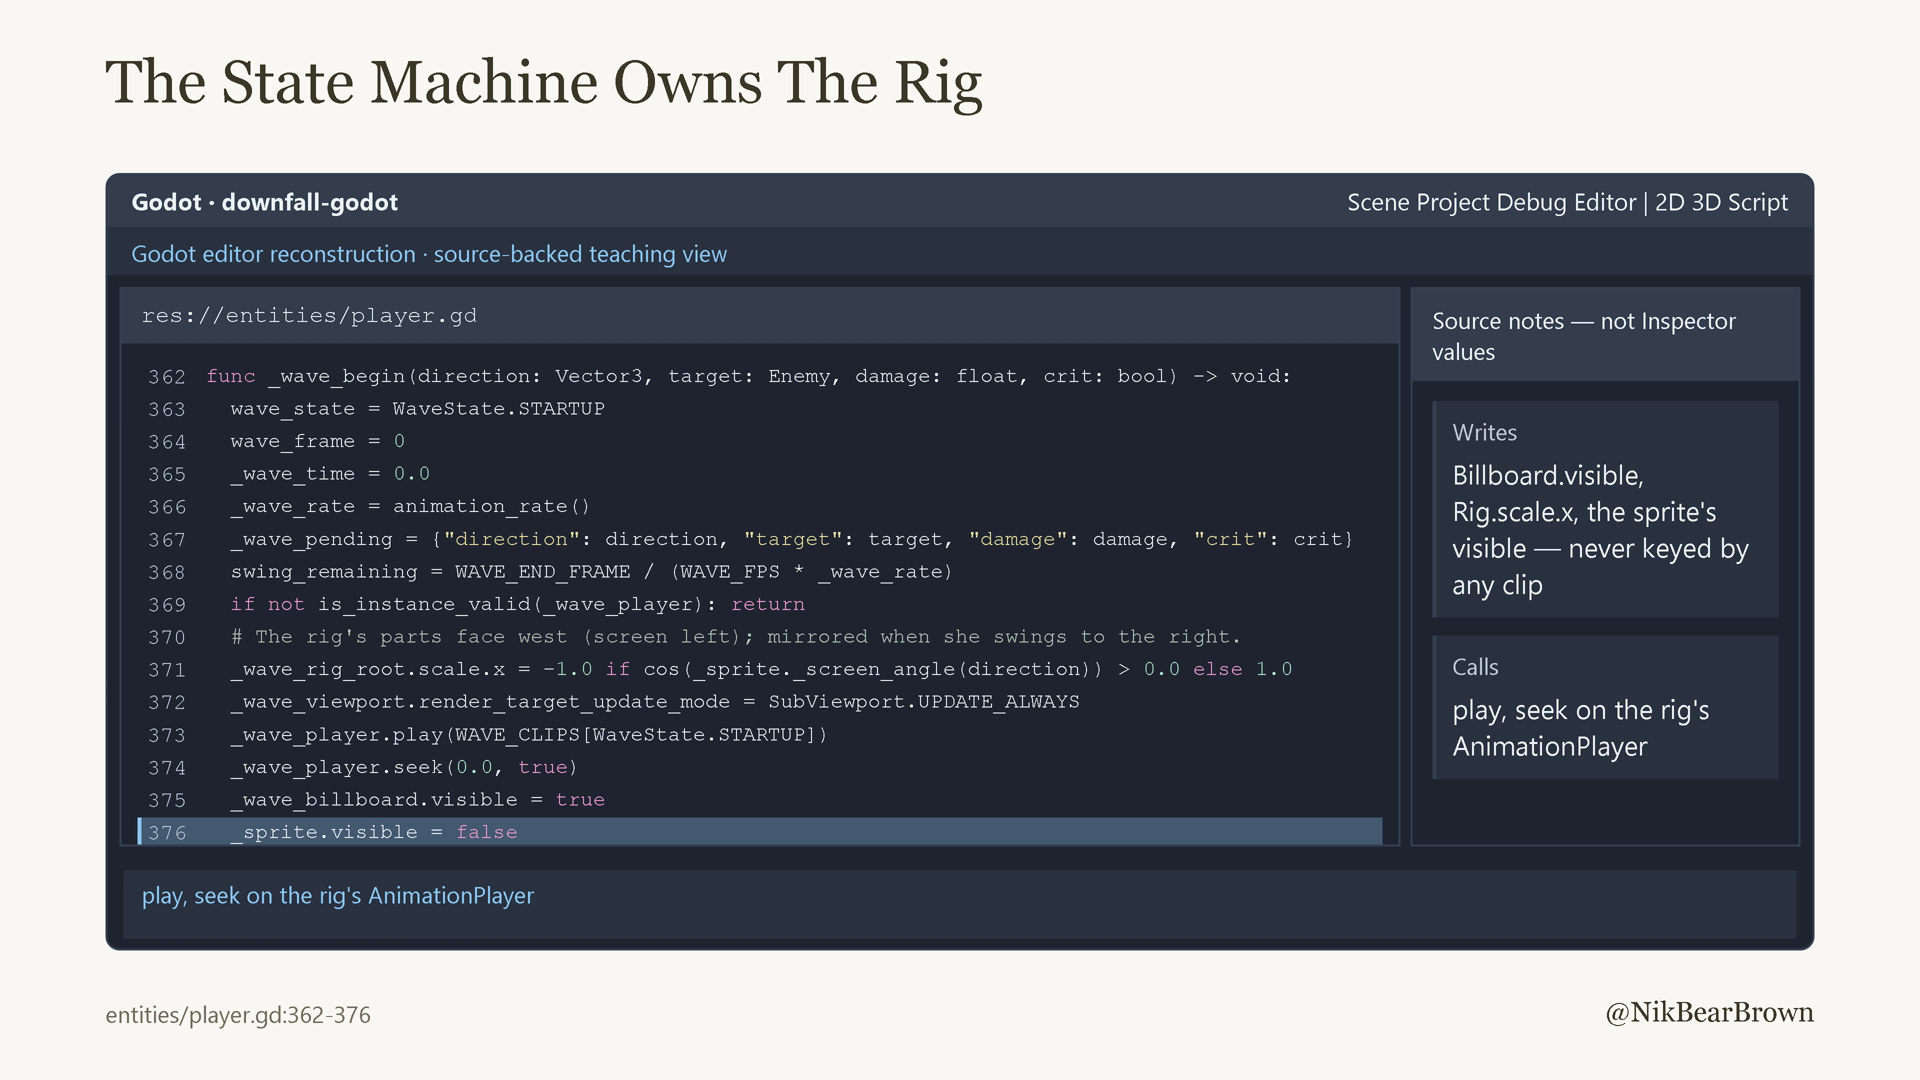 The State Machine Owns The Rig
Godot · downfall-godot
Scene Project Debug Editor | 2D 3D Script
Godot editor reconstruction · source-backed teaching view
res://entities/player.gd
362 func _wave_begin(direction: Vector3, target: Enemy, damage: float, crit: bool) -> void:
363 wave_state = WaveState.STARTUP
364 wave_frame = 0
365 _wave_time = 0.0
366 _wave_rate = animation_rate()
367 _wave_pending = {"direction": direction, "target": target, "damage": damage, "crit": crit}
368 swing_remaining = WAVE_END_FRAME / (WAVE_FPS * _wave_rate)
369 if not is_instance_valid(_wave_player): return
370 # The rig's parts face west (screen left); mirrored when she swings to the right.
371 _wave_rig_root.scale.x = -1.0 if cos(_sprite._screen_angle(direction)) > 0.0 else 1.0
372 _wave_viewport.render_target_update_mode = SubViewport.UPDATE_ALWAYS
373 _wave_player.play(WAVE_CLIPS[WaveState.STARTUP])
374 _wave_player.seek(0.0, true)
375 _wave_billboard.visible = true
376 _sprite.visible = false
Source notes — not Inspector
values
Writes
Billboard.visible,
Rig.scale.x, the sprite's
visible — never keyed by
any clip
Calls
play, seek on the rig's
AnimationPlayer
play, seek on the rig's AnimationPlayer
entities/player.gd:362-376
@NikBearBrown